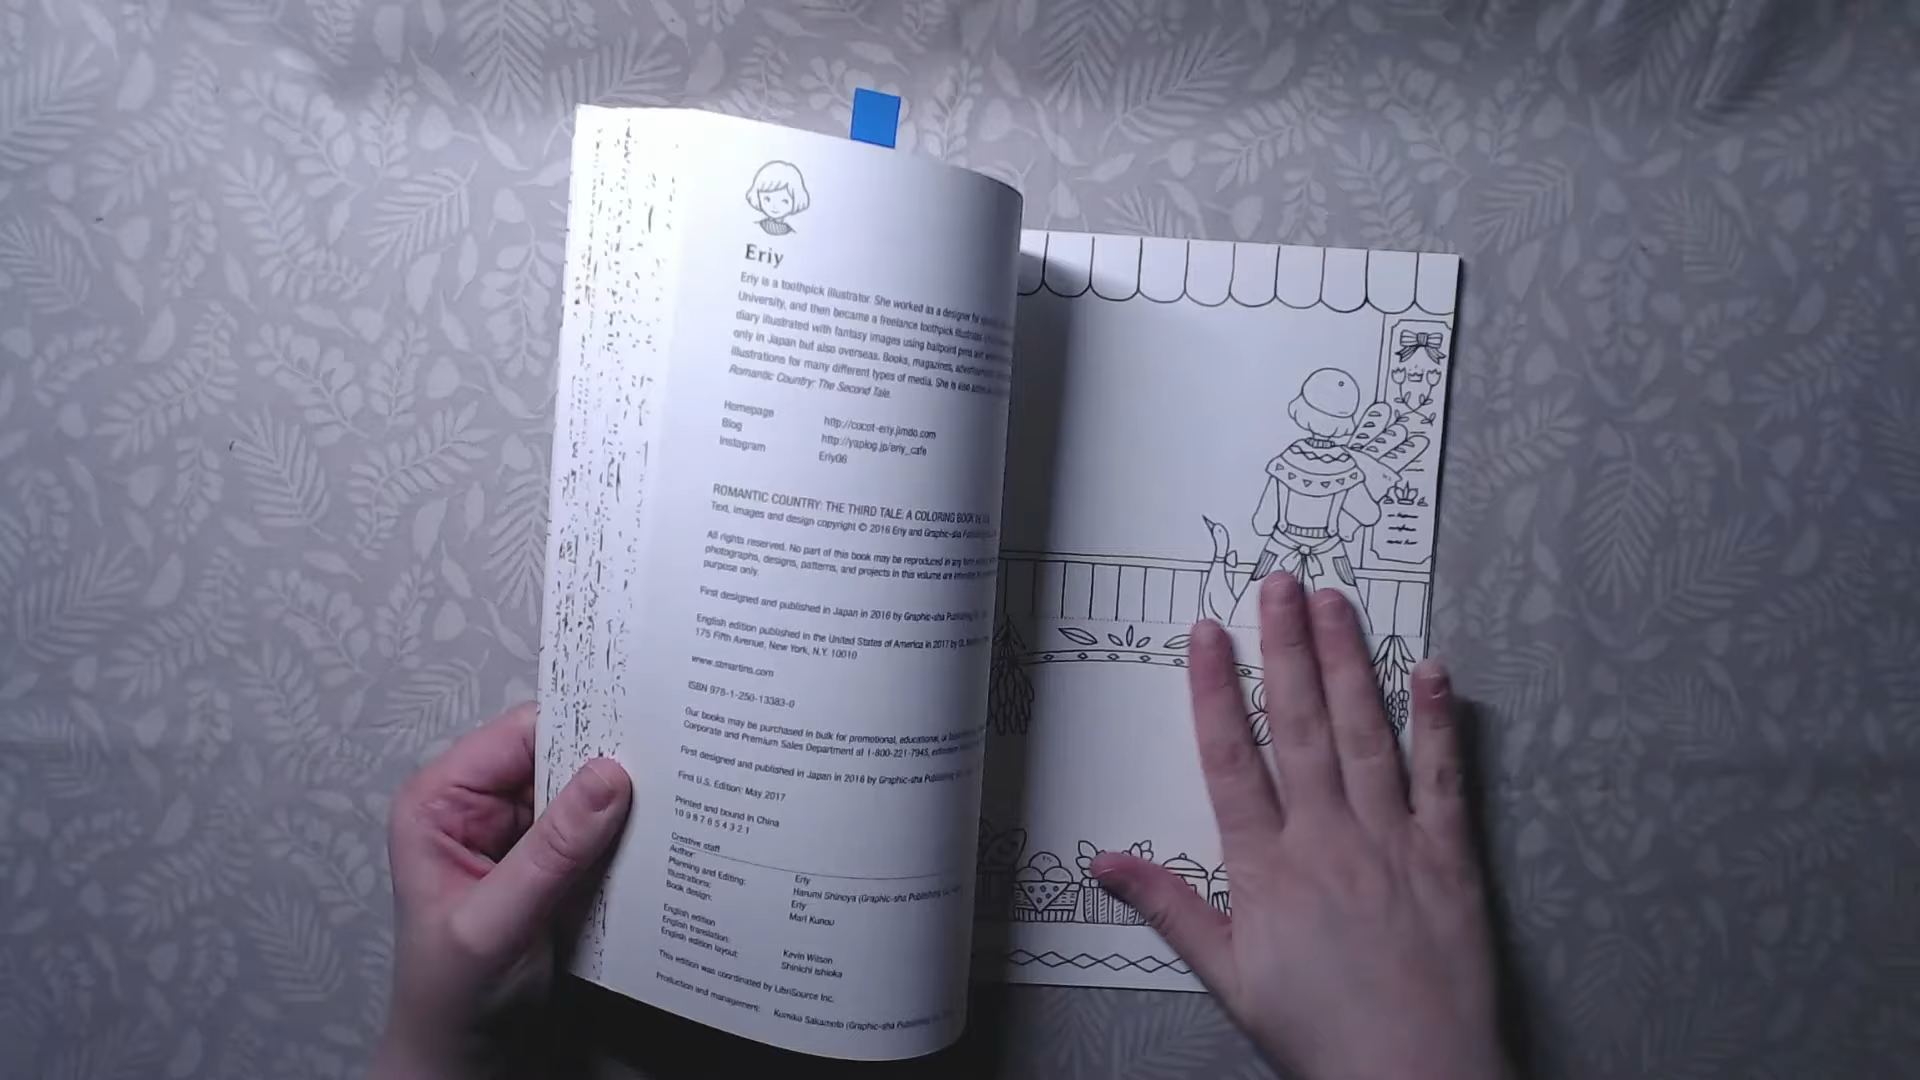 Eriy
Eriy is a toothpick illustrator. She worked as a designer for
University, and then became a freelance toothpick illustrator
diary illustrated with fantasy images using ballpoint pens and
only in Japan but also overseas. Books, magazines,
illustrations for many different types of media. She is also
Romantic Country: The Second Tale.
Homepage http://cocot-eriy.jimdo.com
Blog http://yaplog.jp/eriy_cafe
Instagram Eriy06
ROMANTIC COUNTRY: THE THIRD TALE: A COLORING BOOK
Text, images and design copyright © 2016 Eriy and Graphic-sha
All rights reserved. No part of this book may be reproduced in any form
photographs, designs, patterns, and projects in this volume are
purpose only.
First designed and published in Japan in 2016 by Graphic-sha
English edition published in the United States of America in 2017 by
175 Fifth Avenue, New York, N.Y. 10010
www.stmartins.com
ISBN 978-1-250-13383-0
Our books may be purchased in bulk for promotional, educational, or
Corporate and Premium Sales Department at 1-800-221-7945,
First designed and published in Japan in 2016 by Graphic-sha
First U.S. Edition: May 2017
Printed and bound in China
10 9 8 7 6 5 4 3 2 1
Creative staff
Author: Eriy
Planning and Editing: Harumi Shinoya (Graphic-sha
Illustrations: Eriy
Book design: Mari Kunou
English edition
English translation: Kevin Wilson
English edition layout: Shinichi Ishioka
This edition was coordinated by LibriSource Inc.
Production and management: Kumiko Sakamoto (Graphic-sha